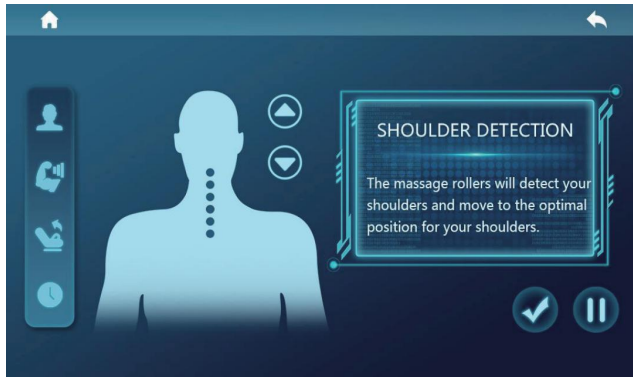 SHOULDER DETECTION
The massage rollers will detect your
shoulders and move to the optimal
position for your shoulders.